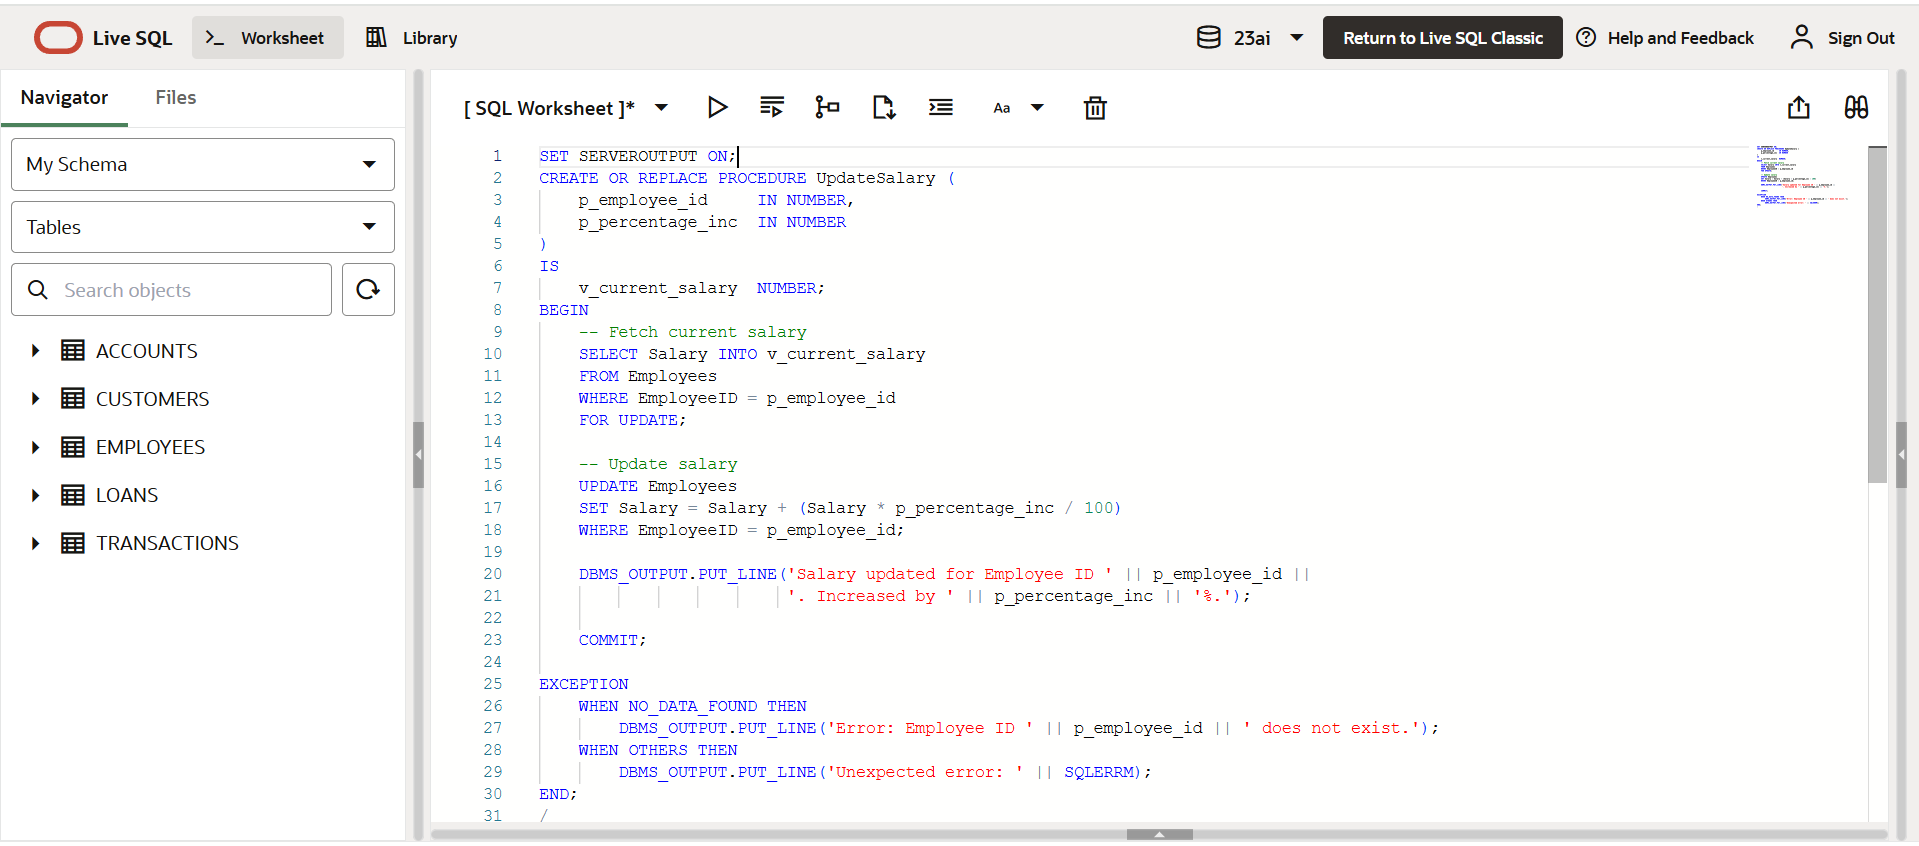 Live SQL
Worksheet
Library
23ai
Return to Live SQL Classic
Help and Feedback
Sign Out
Navigator
Files
My Schema
Tables
Search objects
ACCOUNTS
CUSTOMERS
EMPLOYEES
LOANS
TRANSACTIONS
[ SQL Worksheet ]*
Aa
1 SET SERVEROUTPUT ON;
2 CREATE OR REPLACE PROCEDURE UpdateSalary (
3     p_employee_id     IN NUMBER,
4     p_percentage_inc  IN NUMBER
5 )
6 IS
7     v_current_salary  NUMBER;
8 BEGIN
9     -- Fetch current salary
10     SELECT Salary INTO v_current_salary
11     FROM Employees
12     WHERE EmployeeID = p_employee_id
13     FOR UPDATE;
14
15     -- Update salary
16     UPDATE Employees
17     SET Salary = Salary + (Salary * p_percentage_inc / 100)
18     WHERE EmployeeID = p_employee_id;
19
20     DBMS_OUTPUT.PUT_LINE('Salary updated for Employee ID ' || p_employee_id ||
21                          '. Increased by ' || p_percentage_inc || '%.');
22
23     COMMIT;
24
25 EXCEPTION
26     WHEN NO_DATA_FOUND THEN
27         DBMS_OUTPUT.PUT_LINE('Error: Employee ID ' || p_employee_id || ' does not exist.');
28     WHEN OTHERS THEN
29         DBMS_OUTPUT.PUT_LINE('Unexpected error: ' || SQLERRM);
30 END;
31 /